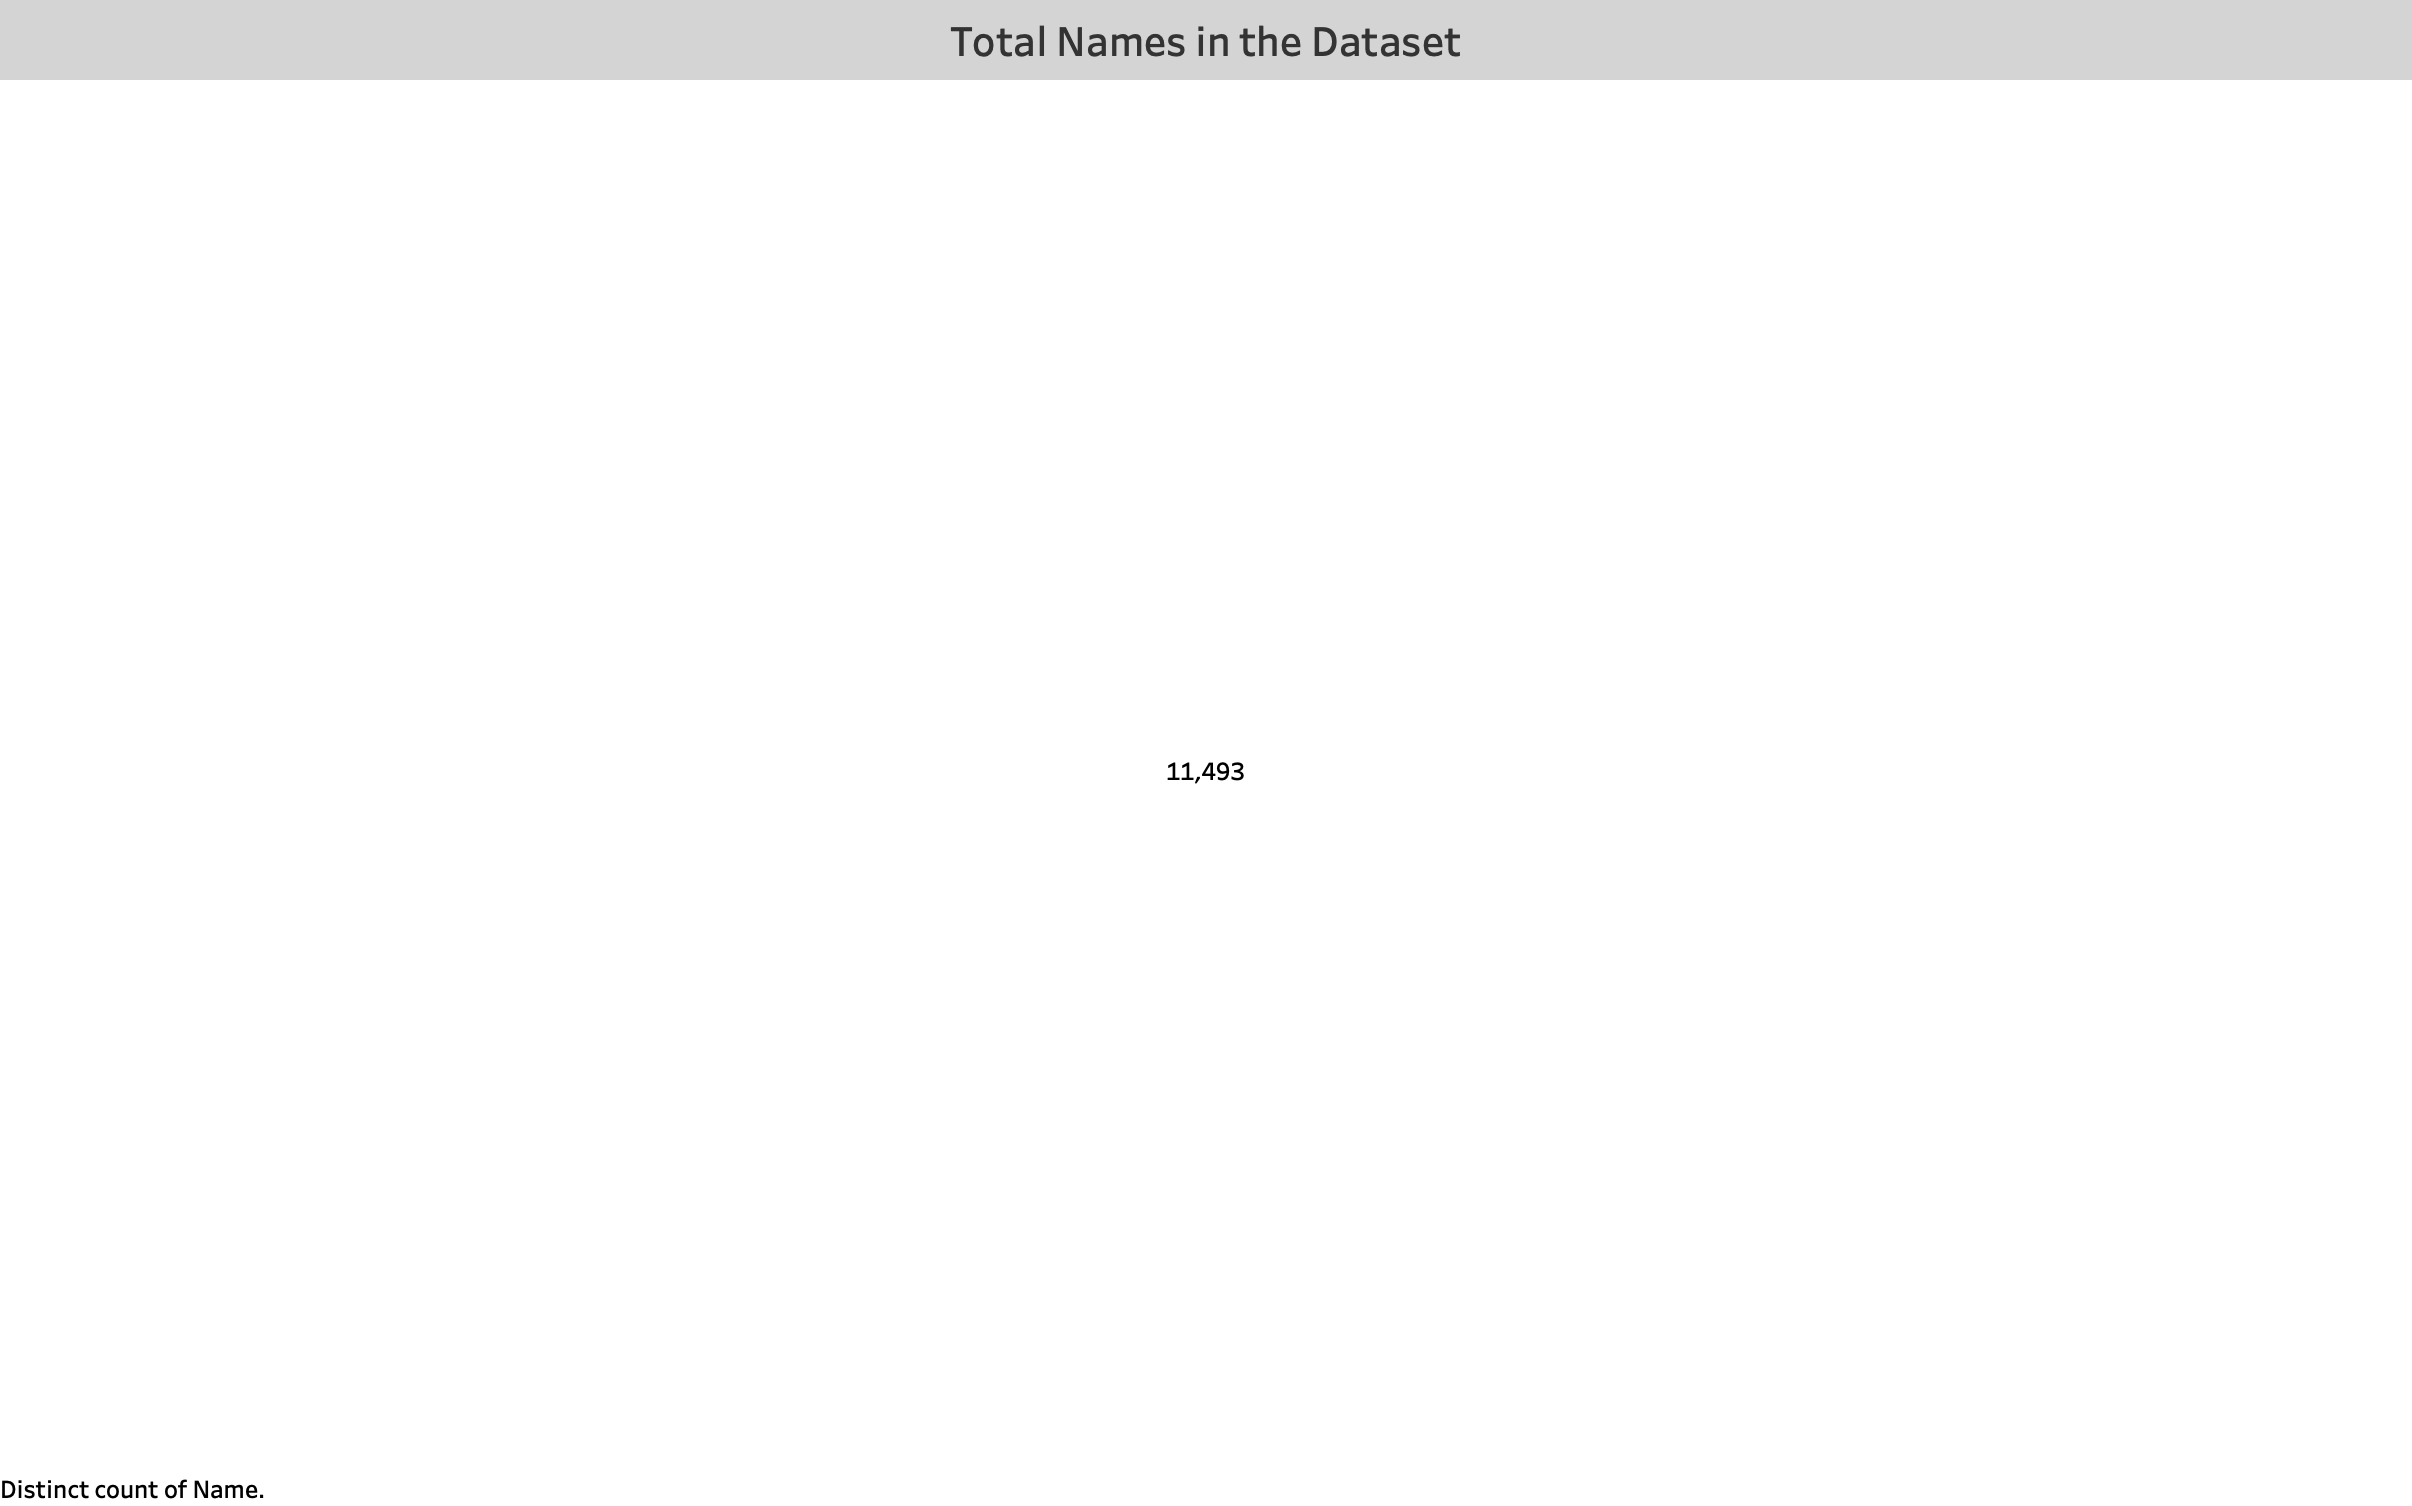 Total Names in the Dataset
11,493
Distinct count of Name.